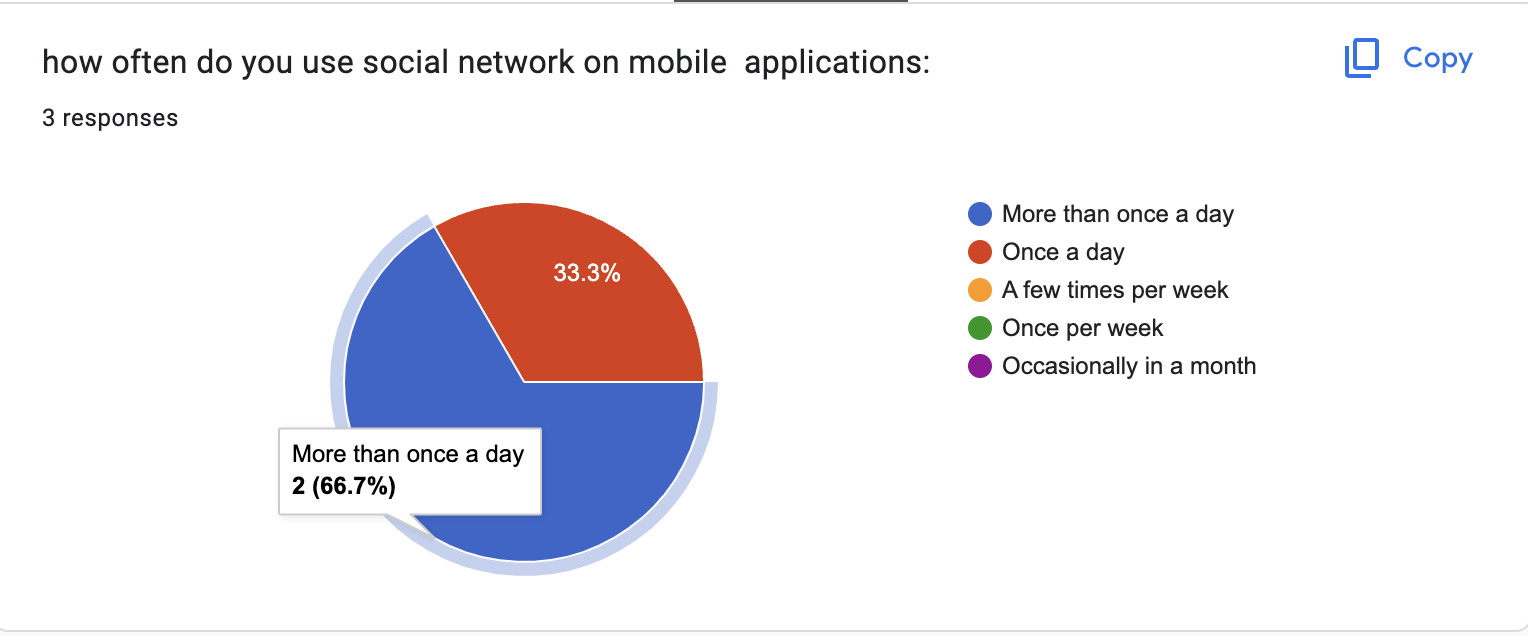 how often do you use social network on mobile  applications:
Copy
3 responses
33.3%
More than once a day
2 (66.7%)
More than once a day
Once a day
A few times per week
Once per week
Occasionally in a month